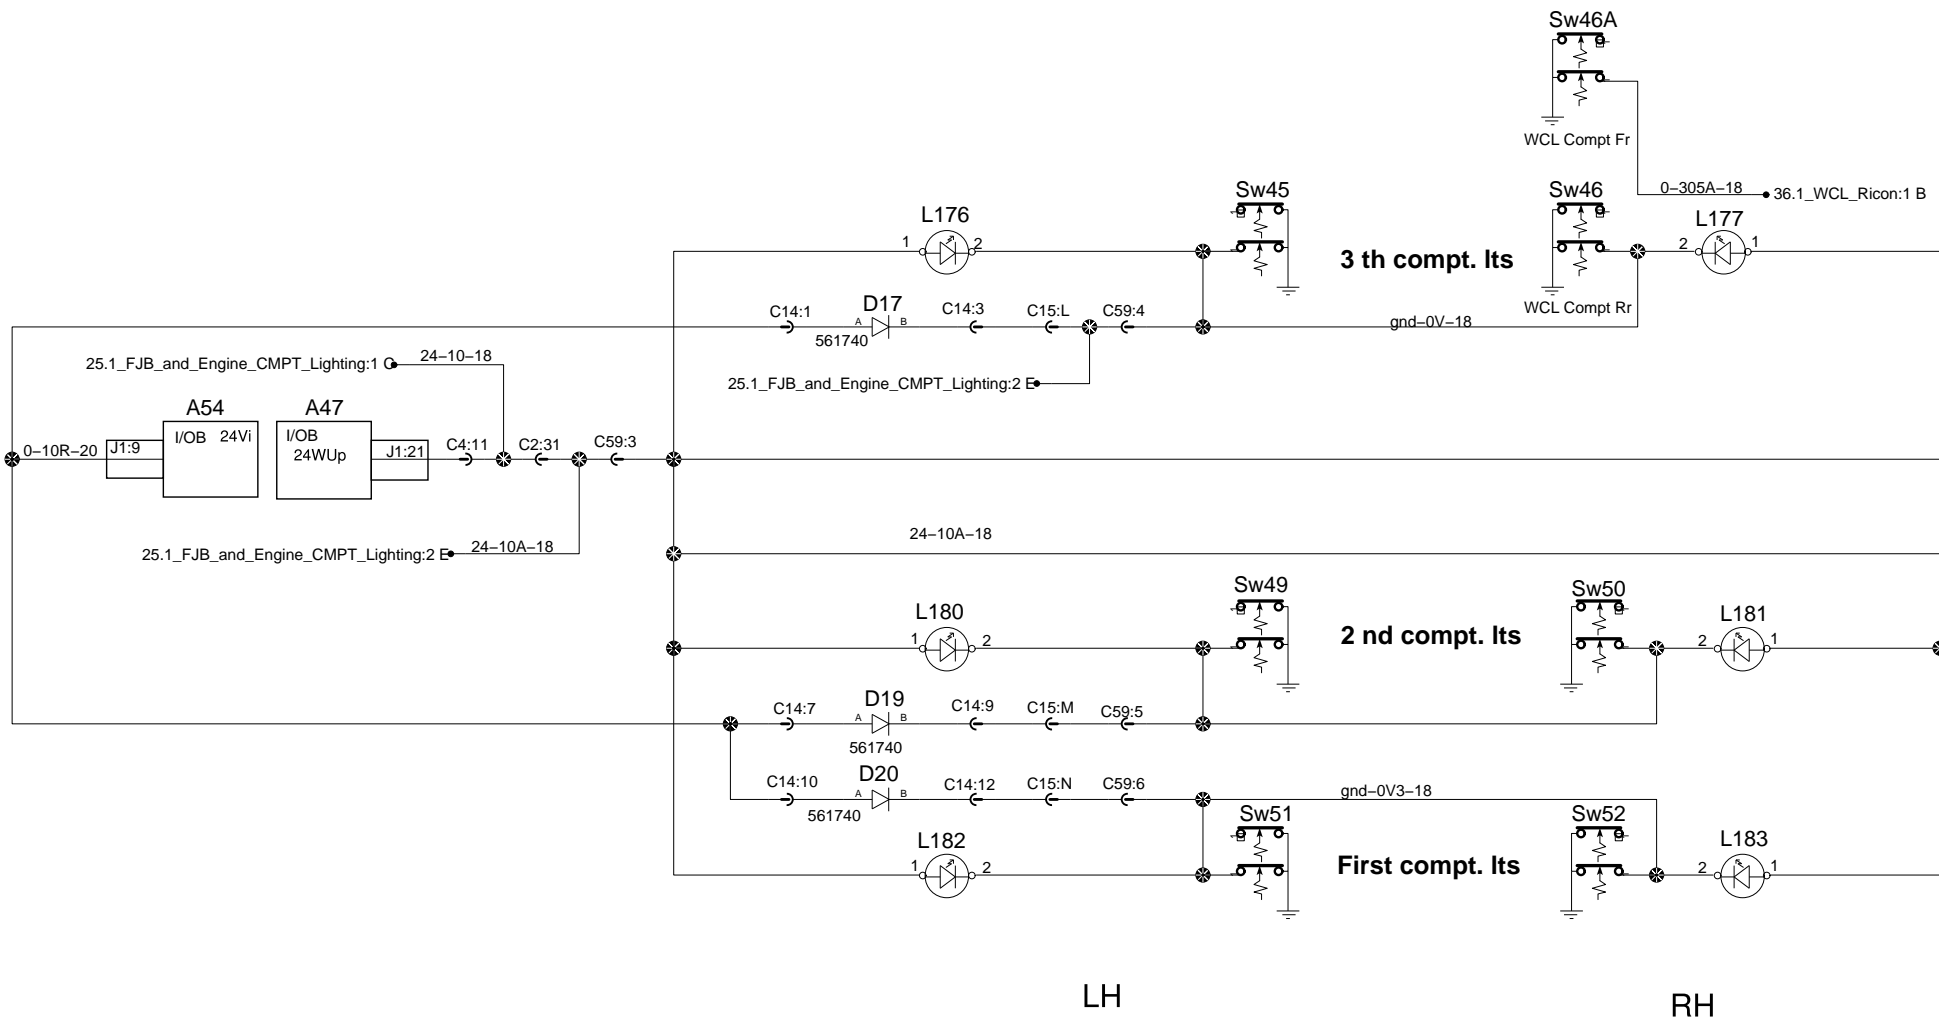 Sw46A
WCL Compt Fr
Sw45
Sw46
0-305A-18
36.1_WCL_Ricon:1 B
L176
L177
1
2
2
1
3 th compt. lts
WCL Compt Rr
C14:1
D17
C14:3
C15:L
C59:4
A
B
561740
gnd-0V-18
25.1_FJB_and_Engine_CMPT_Lighting:1 C
24-10-18
25.1_FJB_and_Engine_CMPT_Lighting:2 E
A54
A47
I/OB 24Vi
I/OB
24WUp
0-10R-20
J1:9
J1:21
C4:11
C2:31
C59:3
24-10A-18
25.1_FJB_and_Engine_CMPT_Lighting:2 E
24-10A-18
Sw49
Sw50
L180
L181
1
2
2
1
2 nd compt. lts
C14:7
D19
C14:9
C15:M
C59:5
A
B
561740
C14:10
D20
C14:12
C15:N
C59:6
A
B
561740
gnd-0V3-18
Sw51
Sw52
L182
L183
1
2
2
1
First compt. lts
LH
RH